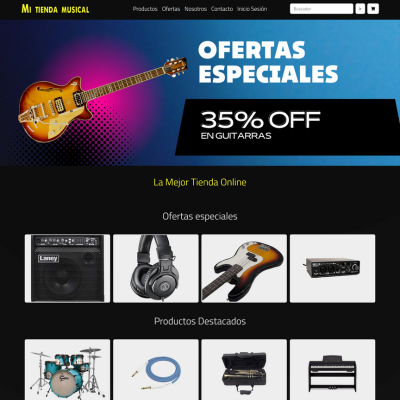 Mi tienda musical
Productos Ofertas Nosotros Contacto Inicio Sesión
Buscador
OFERTAS
ESPECIALES
35% OFF
EN GUITARRAS
La Mejor Tienda Online
Ofertas especiales
Laney
Productos Destacados